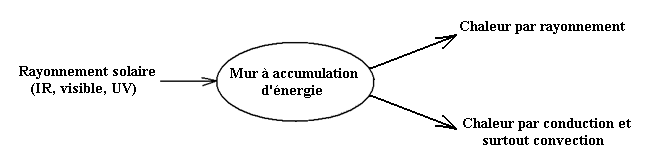 Chaleur par rayonnement
Rayonnement solaire
(IR, visible, UV)
Mur à accumulation
d'énergie
Chaleur par conduction et
surtout convection